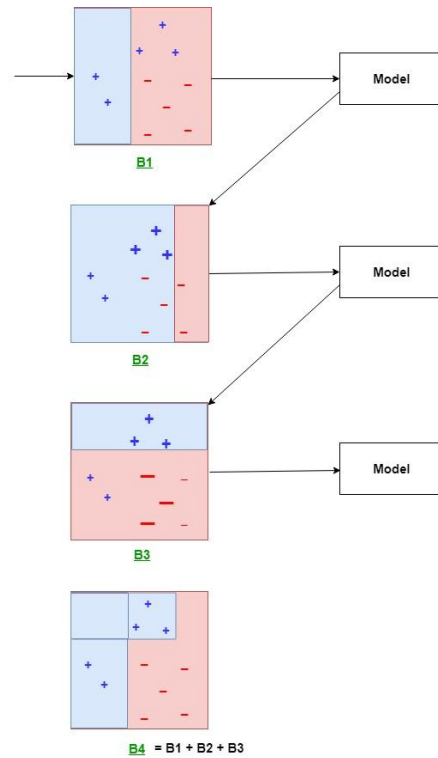 Model
B1
Model
B2
Model
B3
B4 = B1 + B2 + B3